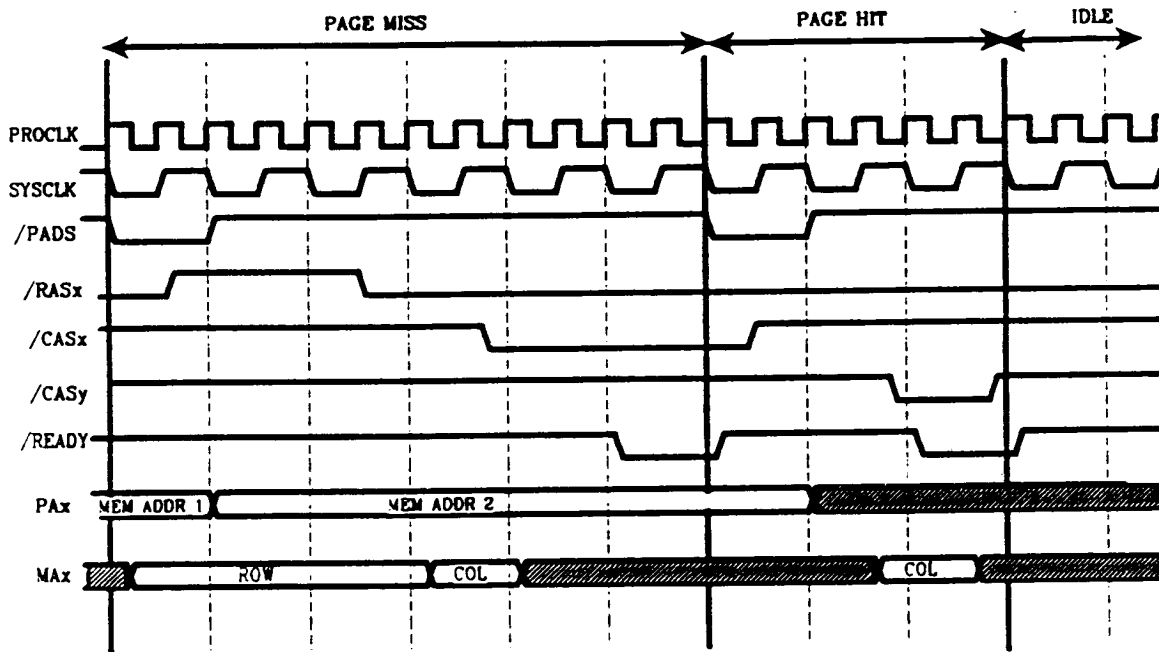 PAGE MISS PAGE HIT IDLE
PROCLK
SYSCLK
/PADS
/RASx
/CASx
/CASy
/READY
PAx MEM ADDR 1 MEM ADDR 2
MAx ROW COL COL